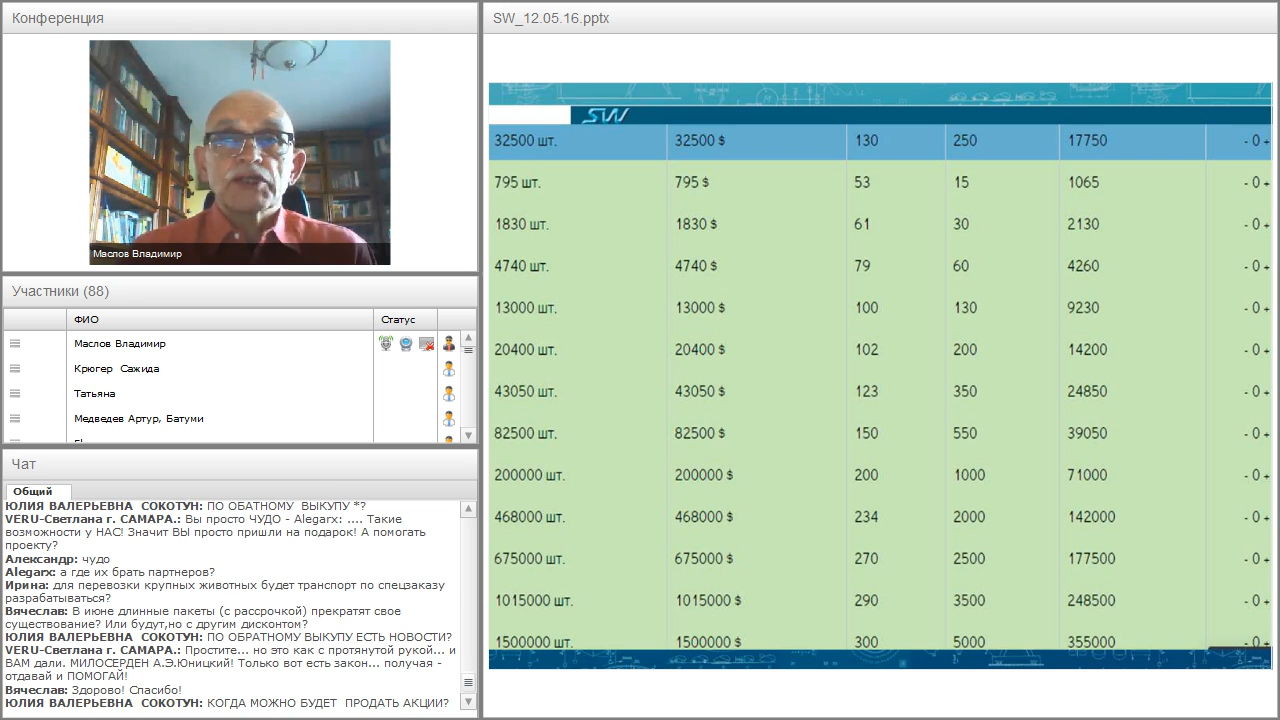 Конференция
Маслов Владимир
Участники (88)
ФИО Статус
Маслов Владимир
Крюгер Сажида
Татьяна
Медведев Артур, Батуми
Чат
Общий
ЮЛИЯ ВАЛЕРЬЕВНА СОКОТУН: ПО ОБАТНОМУ ВЫКУПУ *?
VERU-Светлана г. САМАРА.: Вы просто ЧУДО - Alegarx: .... Такие
возможности у НАС! Значит ВЫ просто пришли на подарок! А помогать
проекту?
Александр: чудо
Alegarx: а где их брать партнеров?
Ирина: для перевозки крупных животных будет транспорт по спецзаказу
разрабатываться?
Вячеслав: В июне длинные пакеты (с рассрочкой) прекратят свое
существование? Или будут,но с другим дисконтом?
ЮЛИЯ ВАЛЕРЬЕВНА СОКОТУН: ПО ОБРАТНОМУ ВЫКУПУ ЕСТЬ НОВОСТИ?
VERU-Светлана г. САМАРА.: Простите... но это как с протянутой рукой... и
ВАМ дали МИЛОСЕРДЕН А.Э.Юницкий! Только тут есть закон... получая -
отдавай и ПОМОГАЙ!
Вячеслав: Здорово! Спасибо!
ЮЛИЯ ВАЛЕРЬЕВНА СОКОТУН: КОГДА МОЖНО БУДЕТ ПРОДАТЬ АКЦИИ?
SW_12.05.16.pptx
SW
32500 шт. 32500 $ 130 250 17750 - 0 +
795 шт. 795 $ 53 15 1065 - 0 +
1830 шт. 1830 $ 61 30 2130 - 0 +
4740 шт. 4740 $ 79 60 4260 - 0 +
13000 шт. 13000 $ 100 130 9230 - 0 +
20400 шт. 20400 $ 102 200 14200 - 0 +
43050 шт. 43050 $ 123 350 24850 - 0 +
82500 шт. 82500 $ 150 550 39050 - 0 +
200000 шт. 200000 $ 200 1000 71000 - 0 +
468000 шт. 468000 $ 234 2000 142000 - 0 +
675000 шт. 675000 $ 270 2500 177500 - 0 +
1015000 шт. 1015000 $ 290 3500 248500 - 0 +
1500000 шт. 1500000 $ 300 5000 355000 - 0 +